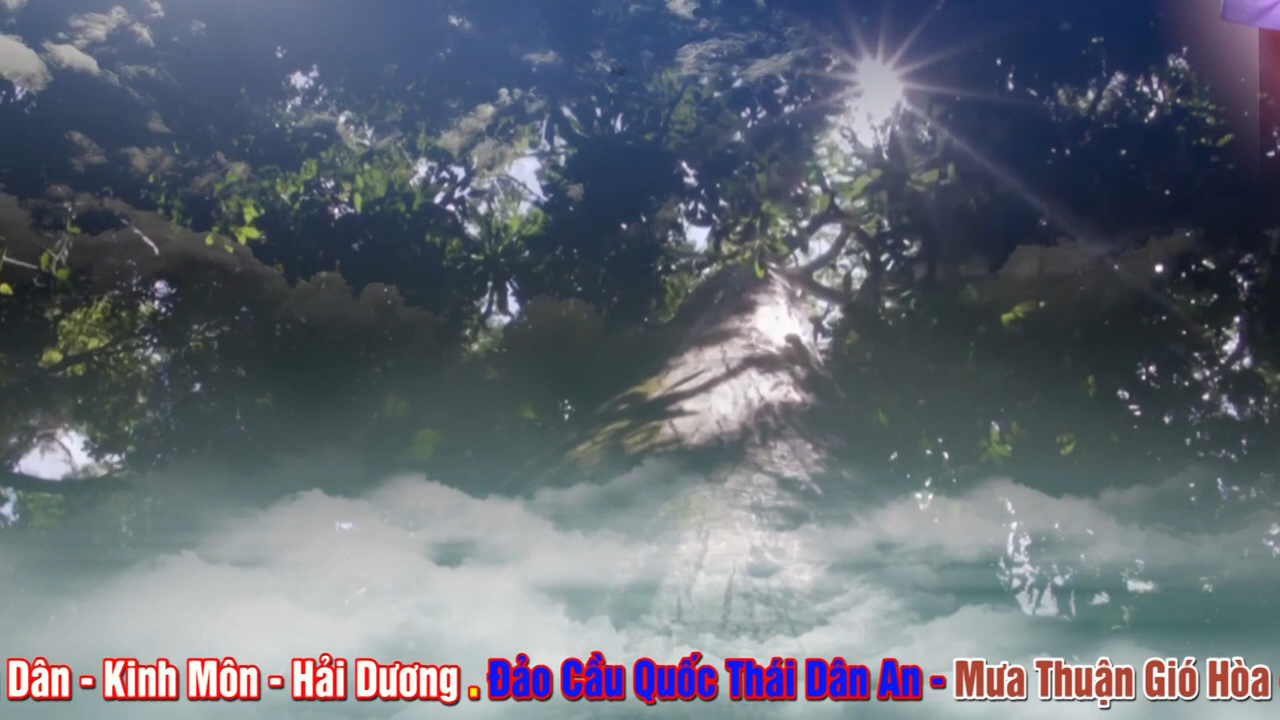 Dân - Kinh Môn - Hải Dương . Đảo Cầu Quốc Thái Dân An - Mưa Thuận Gió Hòa